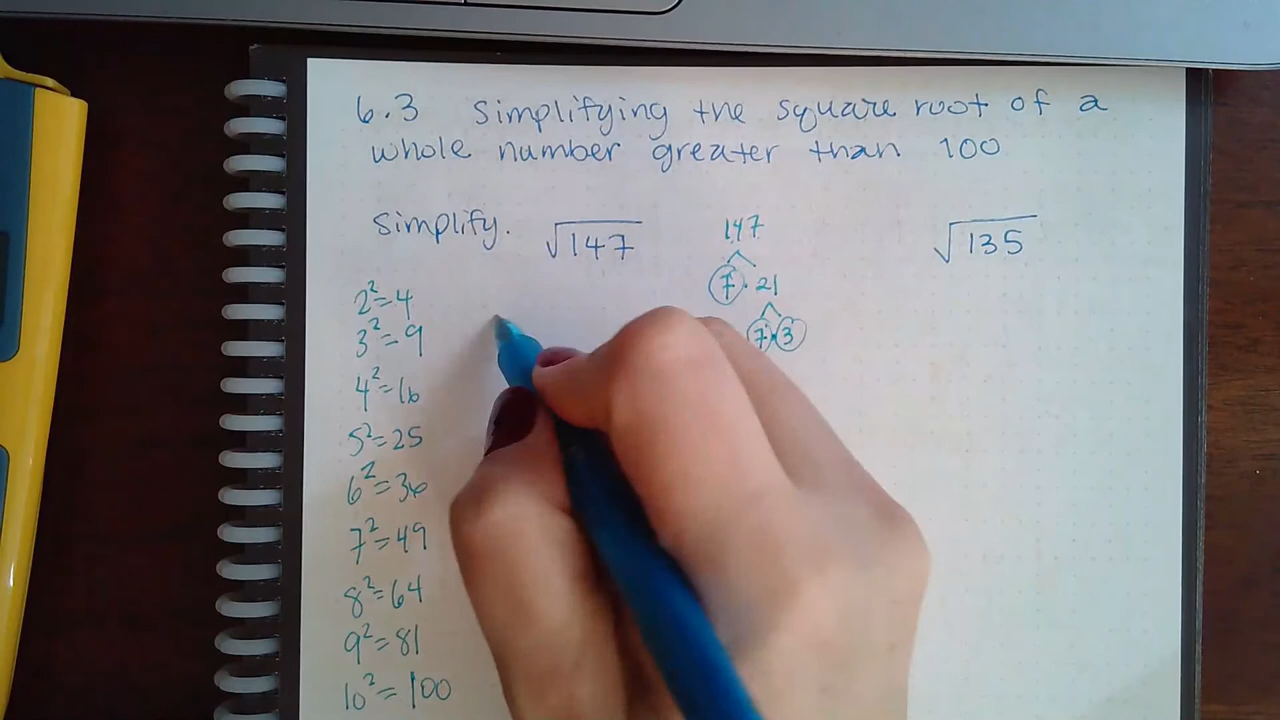 6.3 Simplifying the square root of a
whole number greater than 100
Simplify. √147
147
7 · 21
7 · 3
√135
2²=4
3²=9
4²=16
5²=25
6²=36
7²=49
8²=64
9²=81
10²=100